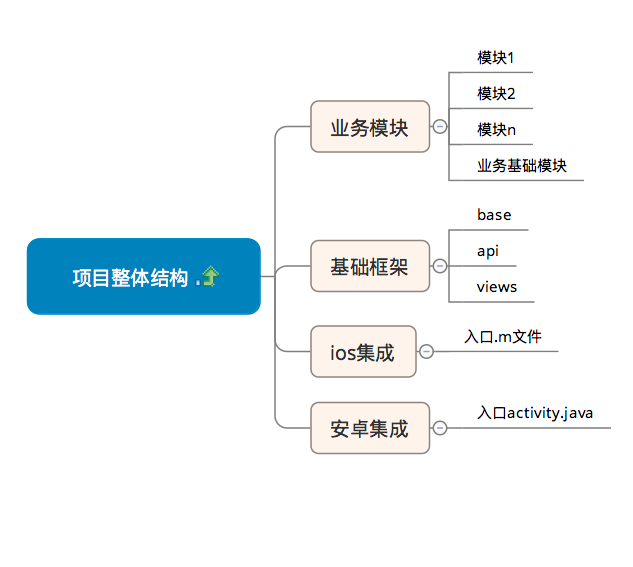 项目整体结构 .
业务模块
模块1
模块2
模块n
业务基础模块
基础框架
base
api
views
ios集成
入口.m文件
安卓集成
入口activity.java